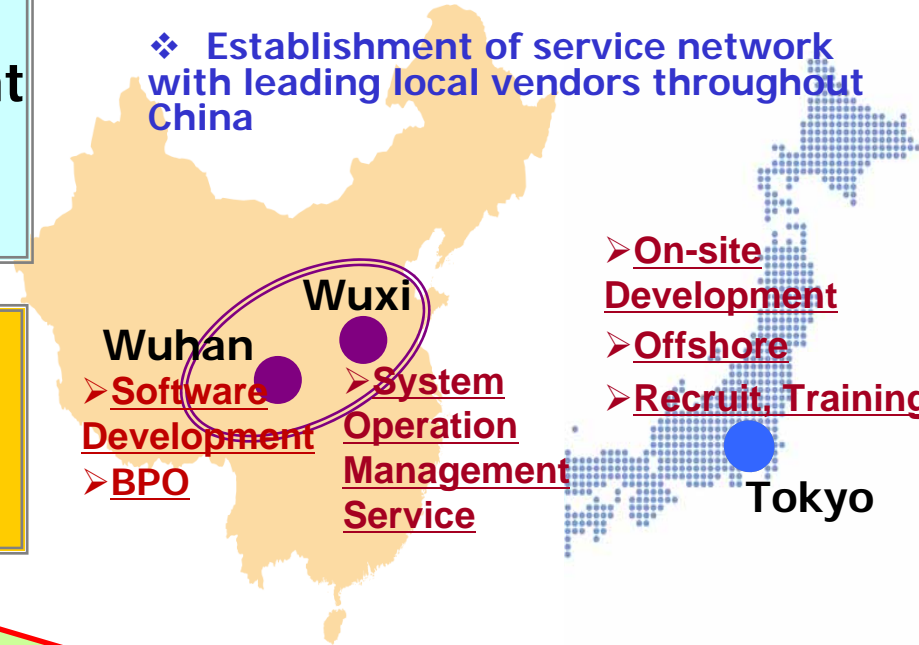 ❖ Establishment of service network
with leading local vendors throughout
China
Wuxi
Wuhan
➢Software
Development
➢BPO
➢System
Operation
Management
Service
➢On-site
Development
➢Offshore
➢Recruit, Training
Tokyo